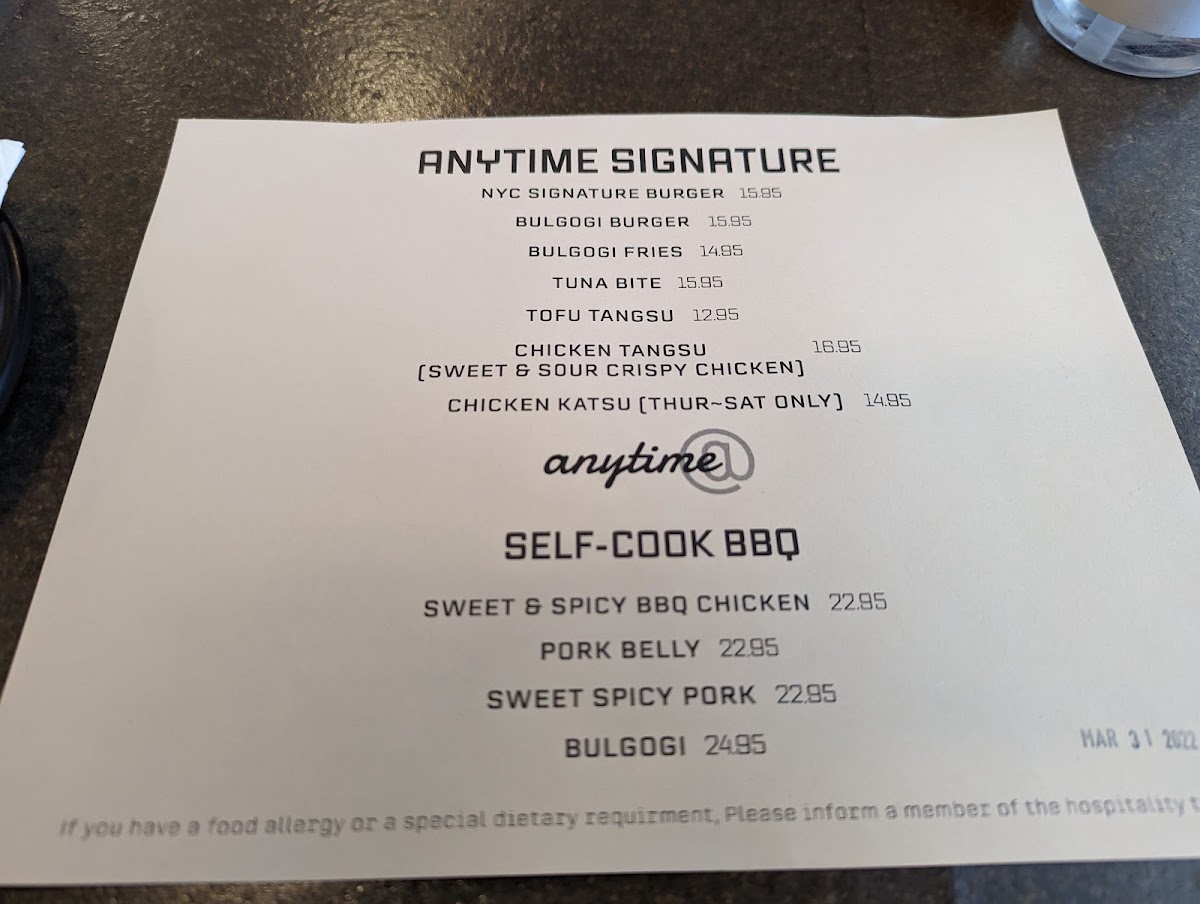 ANYTIME SIGNATURE
NYC SIGNATURE BURGER 15.95
BULGOGI BURGER 15.95
BULGOGI FRIES 14.95
TUNA BITE 15.95
TOFU TANGSU 12.95
CHICKEN TANGSU 16.95
(SWEET & SOUR CRISPY CHICKEN)
CHICKEN KATSU (THUR~SAT ONLY) 14.95
anytime@
SELF-COOK BBQ
SWEET & SPICY BBQ CHICKEN 22.95
PORK BELLY 22.95
SWEET SPICY PORK 22.95
BULGOGI 24.95
MAR 31 2022
If you have a food allergy or a special dietary requirment, Please inform a member of the hospitality